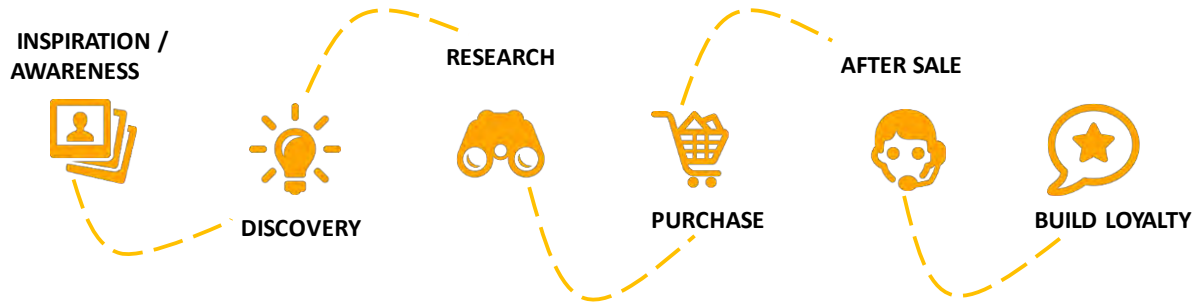 INSPIRATION /
AWARENESS
DISCOVERY
RESEARCH
PURCHASE
AFTER SALE
BUILD LOYALTY